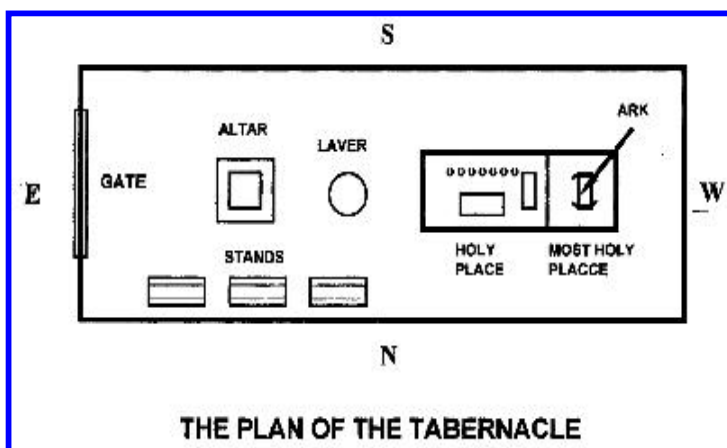 S
ARK
ALTAR
LAVER
E
GATE
W
STANDS
HOLY
PLACE
MOST HOLY
PLACCE
N
THE PLAN OF THE TABERNACLE